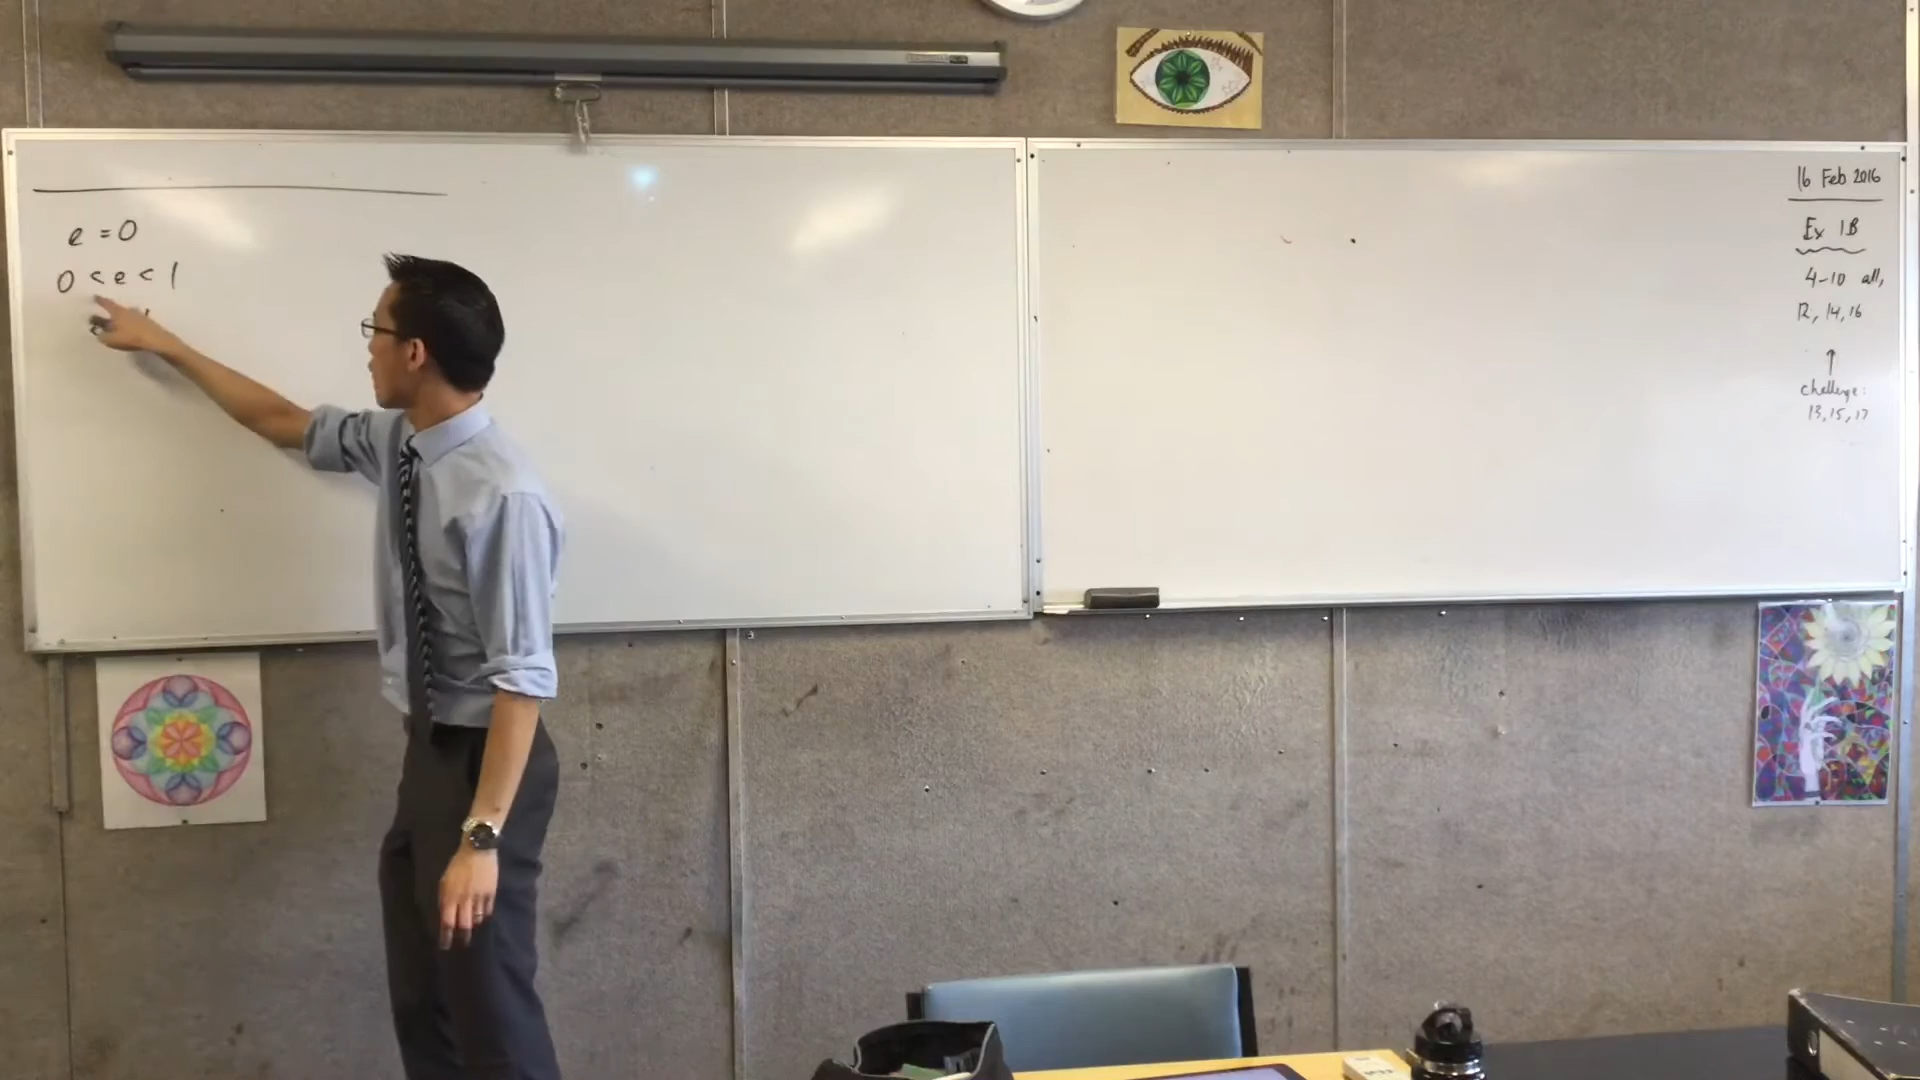 e = 0
0 < e < 1
16 Feb 2016
Ex 1B
4-10 all,
12, 14, 16
challenge:
13, 15, 17